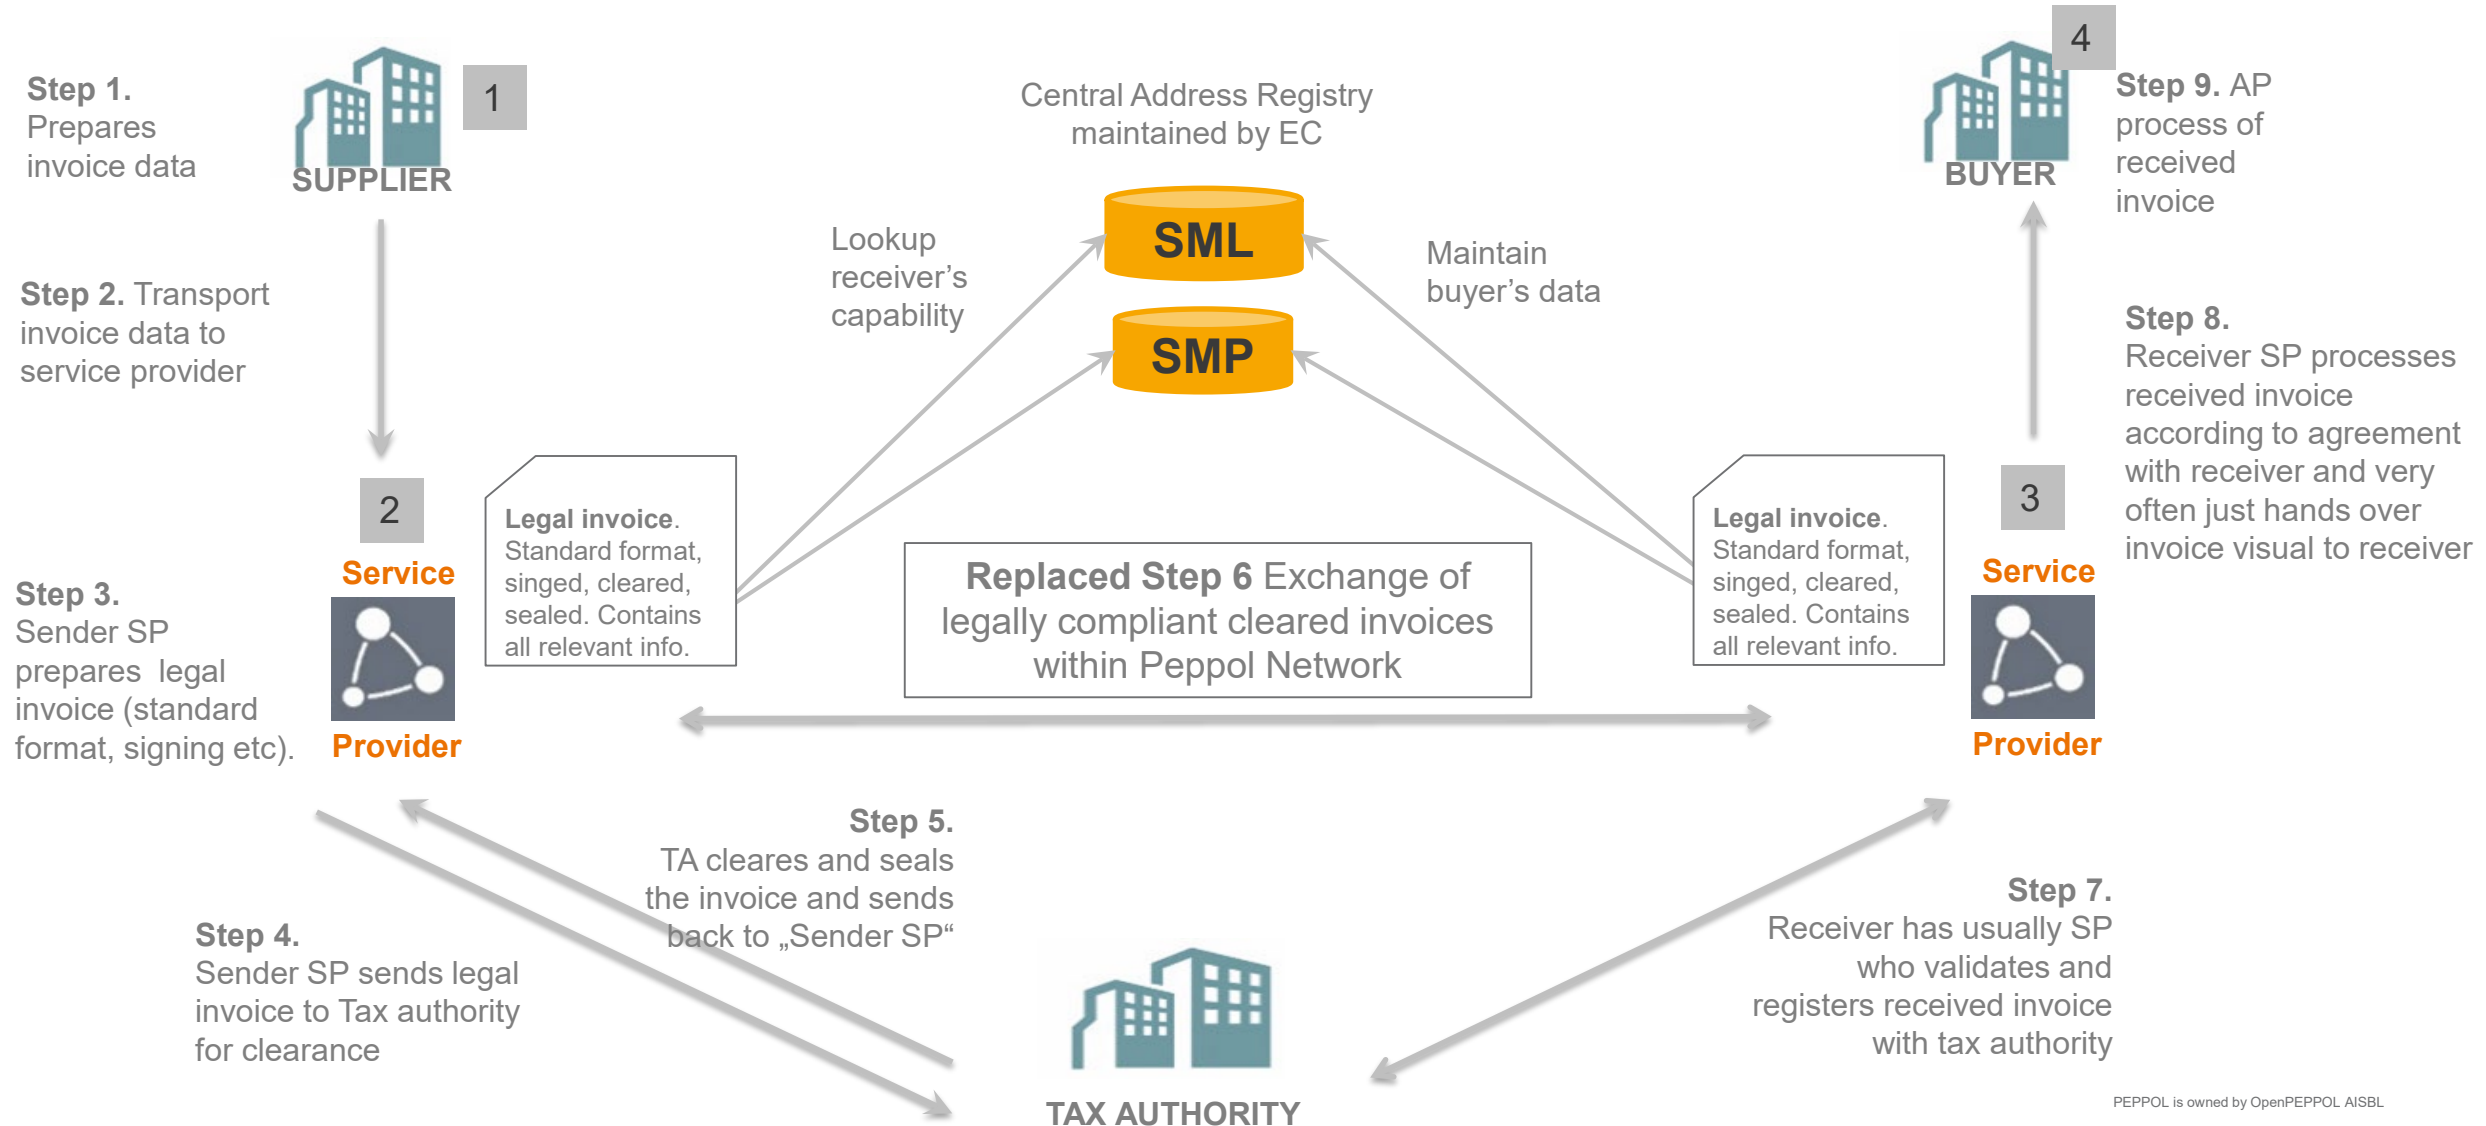 Step 1.
Prepares
invoice data
SUPPLIER
1
Central Address Registry
maintained by EC
SML
SMP
4
BUYER
Step 9. AP
process of
received
invoice
Lookup
receiver's
capability
Maintain
buyer's data
Step 2. Transport
invoice data to
service provider
Step 8.
Receiver SP processes
received invoice
according to agreement
with receiver and very
often just hands over
invoice visual to receiver
2
Service
Provider
Legal invoice.
Standard format,
singed, cleared,
sealed. Contains
all relevant info.
Replaced Step 6 Exchange of
legally compliant cleared invoices
within Peppol Network
Legal invoice.
Standard format,
singed, cleared,
sealed. Contains
all relevant info.
3
Service
Provider
Step 3.
Sender SP
prepares  legal
invoice (standard
format, signing etc).
Step 5.
TA cleares and seals
the invoice and sends
back to „Sender SP“
Step 4.
Sender SP sends legal
invoice to Tax authority
for clearance
TAX AUTHORITY
Step 7.
Receiver has usually SP
who validates and
registers received invoice
with tax authority
PEPPOL is owned by OpenPEPPOL AISBL